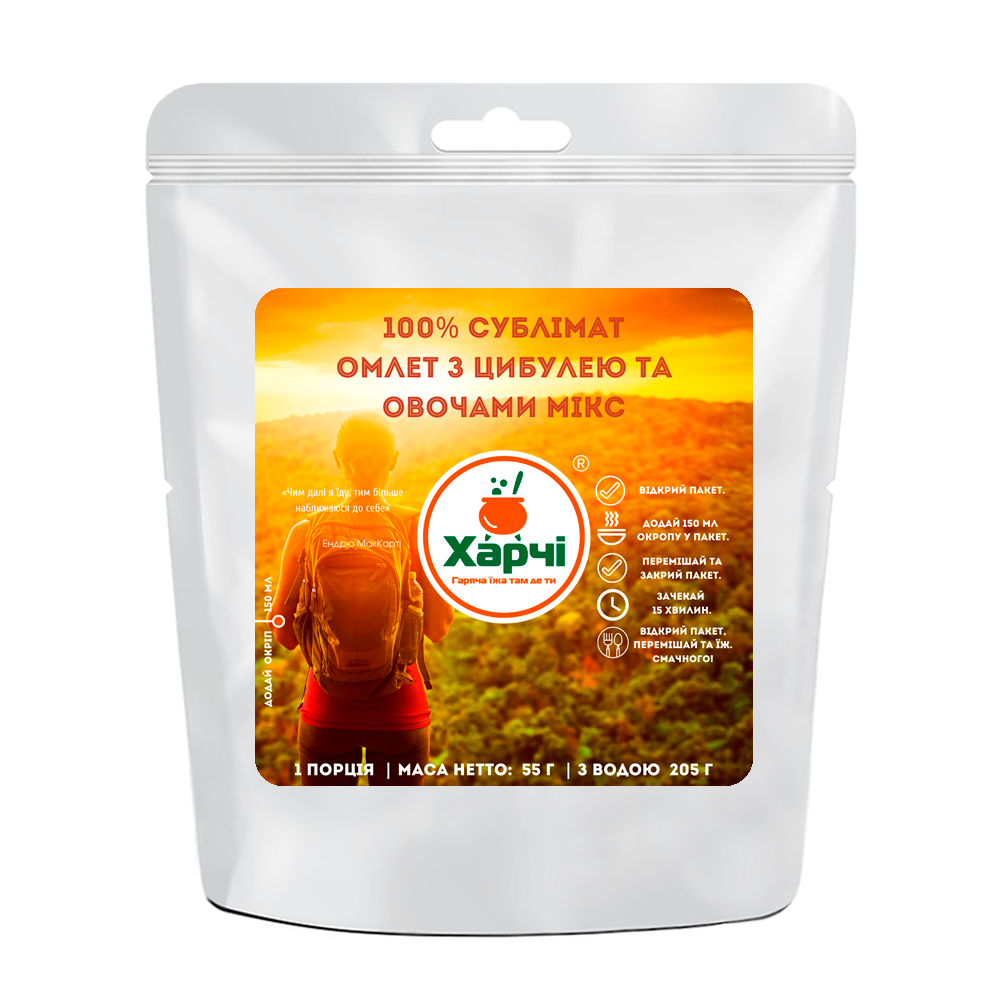 100% СУБЛІМАТ
ОМЛЕТ З ЦИБУЛЕЮ ТА
ОВОЧАМИ МІКС
«Чим далі я іду, тим більше
наближаюся до себе»
Ендрю МакКарті
®
Харчі
Гаряча їжа там де ти
ВІДКРИЙ ПАКЕТ.
ДОДАЙ 150 МЛ
ОКРОПУ У ПАКЕТ.
ПЕРЕМІШАЙ ТА
ЗАКРИЙ ПАКЕТ.
ЗАЧЕКАЙ
15 ХВИЛИН.
ВІДКРИЙ ПАКЕТ,
ПЕРЕМІШАЙ ТА ЇЖ.
СМАЧНОГО!
ДОДАЙ ОКРІП 150 МЛ
1 ПОРЦІЯ | МАСА НЕТТО: 55 Г | З ВОДОЮ 205 Г